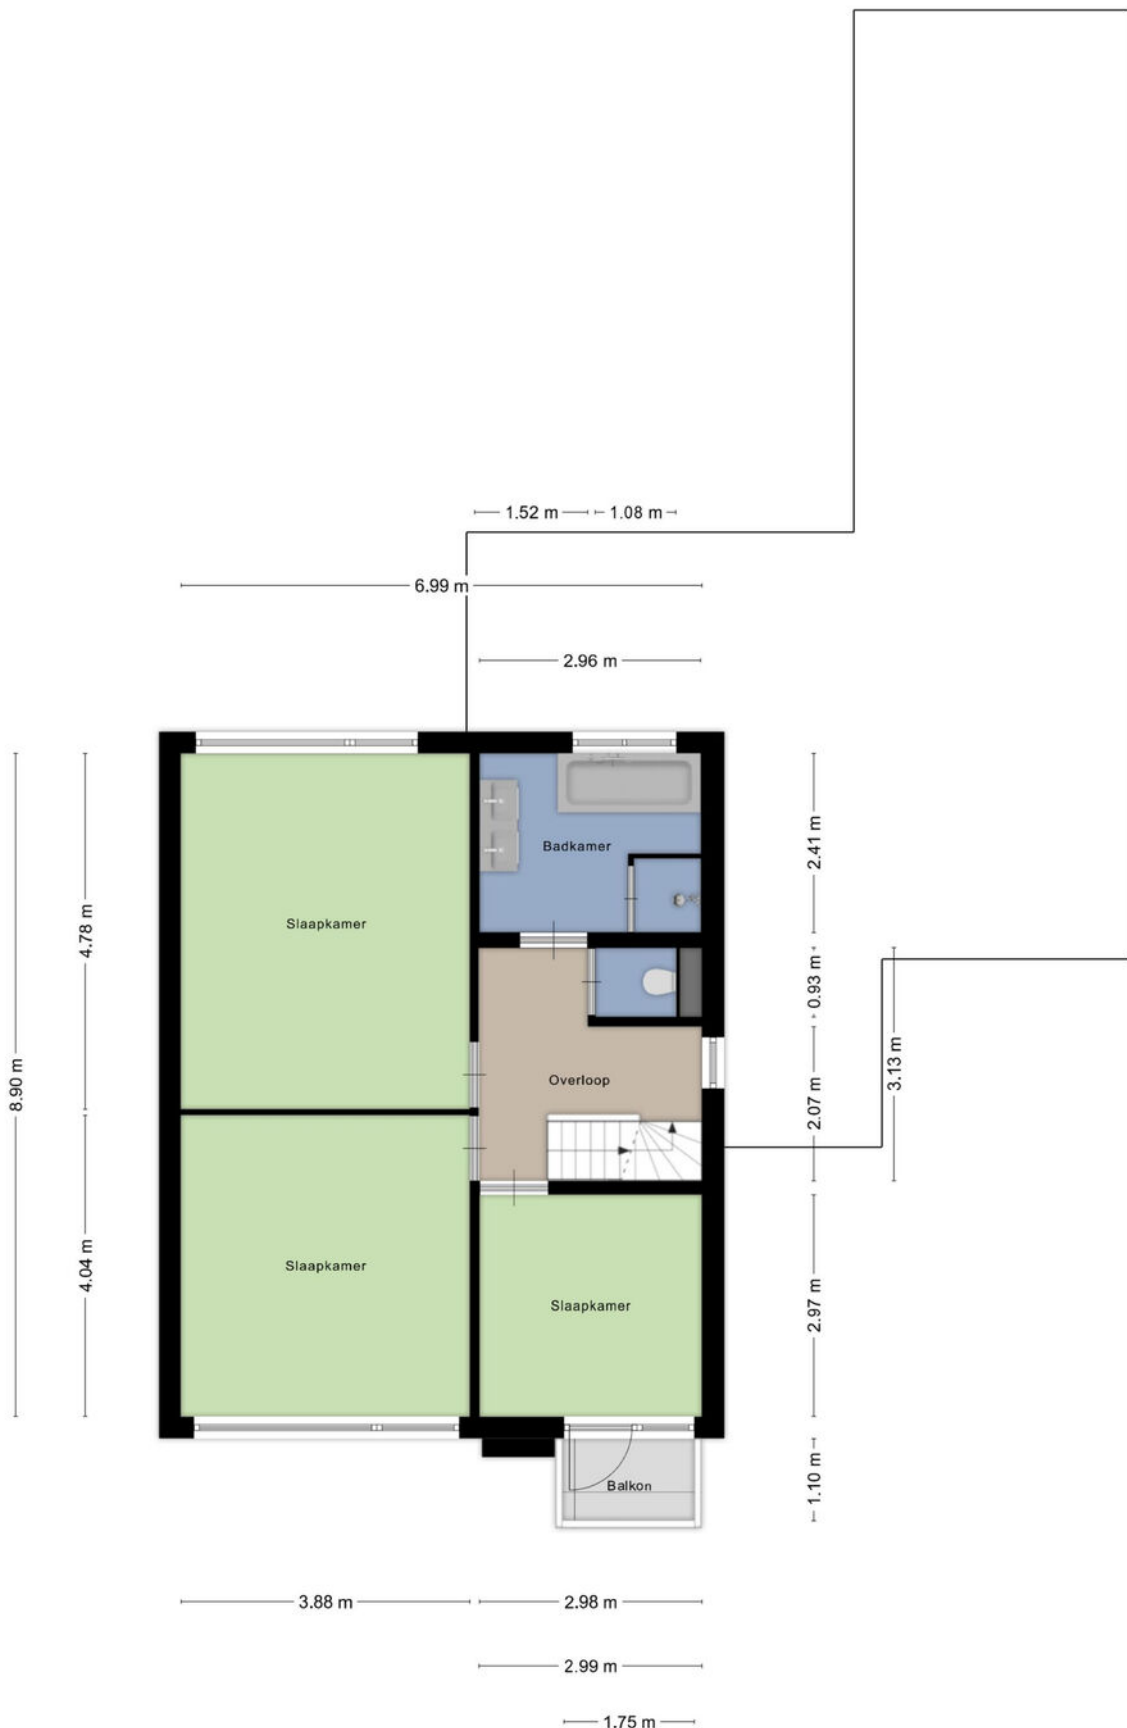 1.52 m
1.08 m
6.99 m
2.96 m
2.41 m
Badkamer
Slaapkamer
4.78 m
0.93 m
3.13 m
8.90 m
Overloop
2.07 m
4.04 m
Slaapkamer
Slaapkamer
2.97 m
Balkon
1.10 m
3.88 m
2.98 m
2.99 m
1.75 m